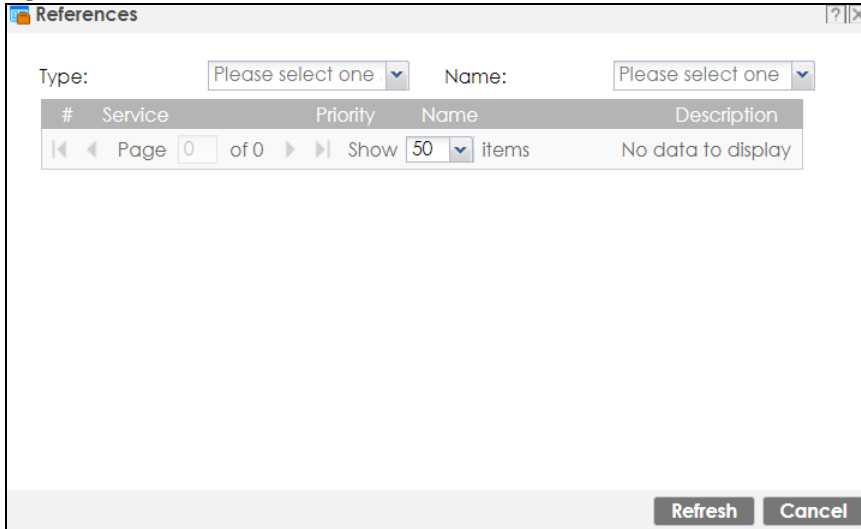 References
Type: Please select one Name: Please select one
# Service Priority Name Description
Page 0 of 0 Show 50 items No data to display
Refresh Cancel